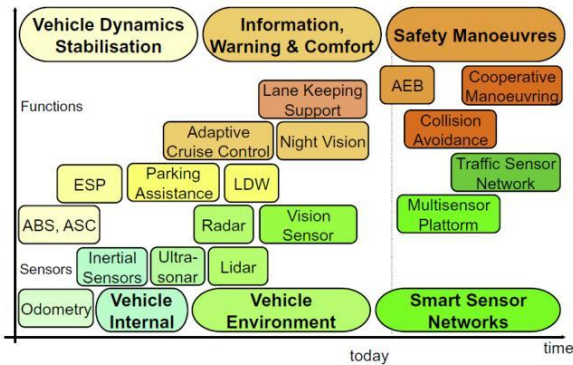 Vehicle Dynamics
Stabilisation
Information,
Warning & Comfort
Safety Manoeuvres
Functions
Lane Keeping
Support
AEB
Cooperative
Manoeuvring
Adaptive
Cruise Control
Night Vision
Collision
Avoidance
ESP
Parking
Assistance
LDW
Traffic Sensor
Network
ABS, ASC
Radar
Vision
Sensor
Multisensor
Plattorm
Sensors
Inertial
Sensors
Ultra-
sonar
Lidar
Odometry
Vehicle
Internal
Vehicle
Environment
Smart Sensor
Networks
today
time